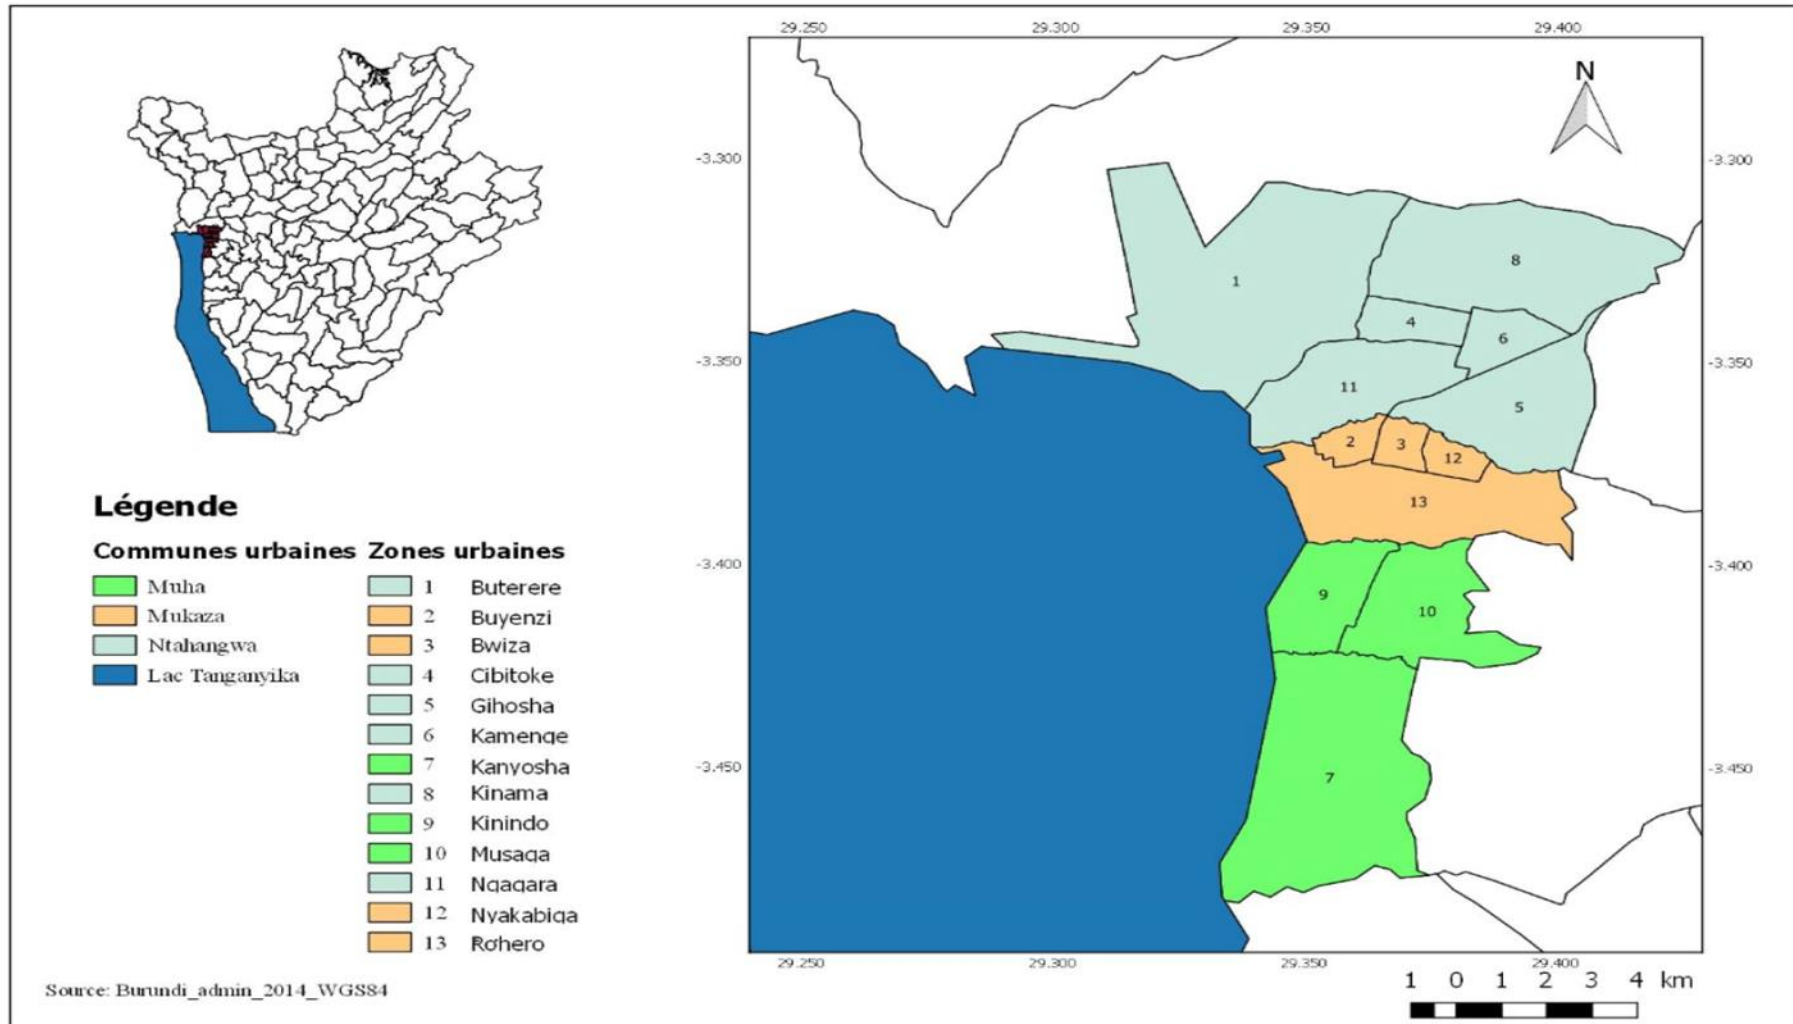 29.250 29.300 29.350 29.400
N
-3.300 -3.300
8
1
4
6
-3.350 -3.350
11
5
2 3 12
13
Légende
Communes urbaines Zones urbaines
-3.400 -3.400
Muha 1 Buterere
9 10
Mukaza 2 Buyenzi
Ntahangwa 3 Bwiza
Lac Tanganyika 4 Cibitoke
5 Gihosha
6 Kamenge
7 Kanyosha
-3.450 -3.450
7
8 Kinama
9 Kinindo
10 Musaga
11 Ngagara
12 Nyakabiga
13 Rohero
29.250 29.300 29.350 29.400
1 0 1 2 3 4 km
Source: Burundi_admin_2014_WGS84